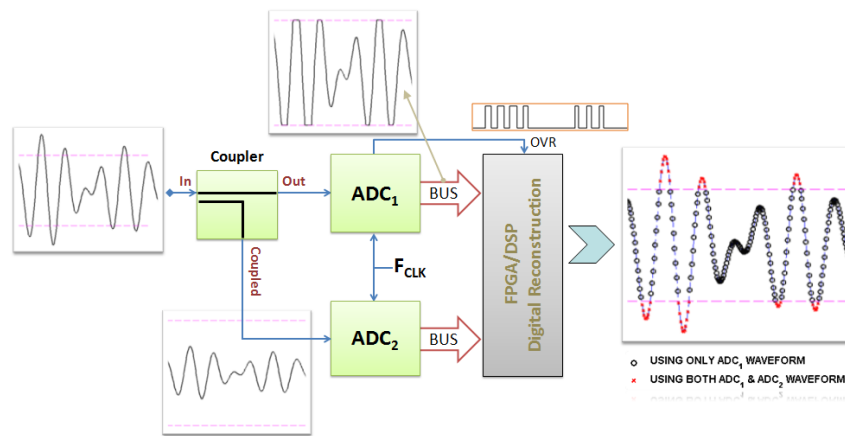 Coupler
In
Out
Coupled
ADC1
BUS
OVR
FCLK
ADC2
BUS
FPGA/DSP
Digital Reconstruction
USING ONLY ADC1 WAVEFORM
USING BOTH ADC1 & ADC2 WAVEFORM